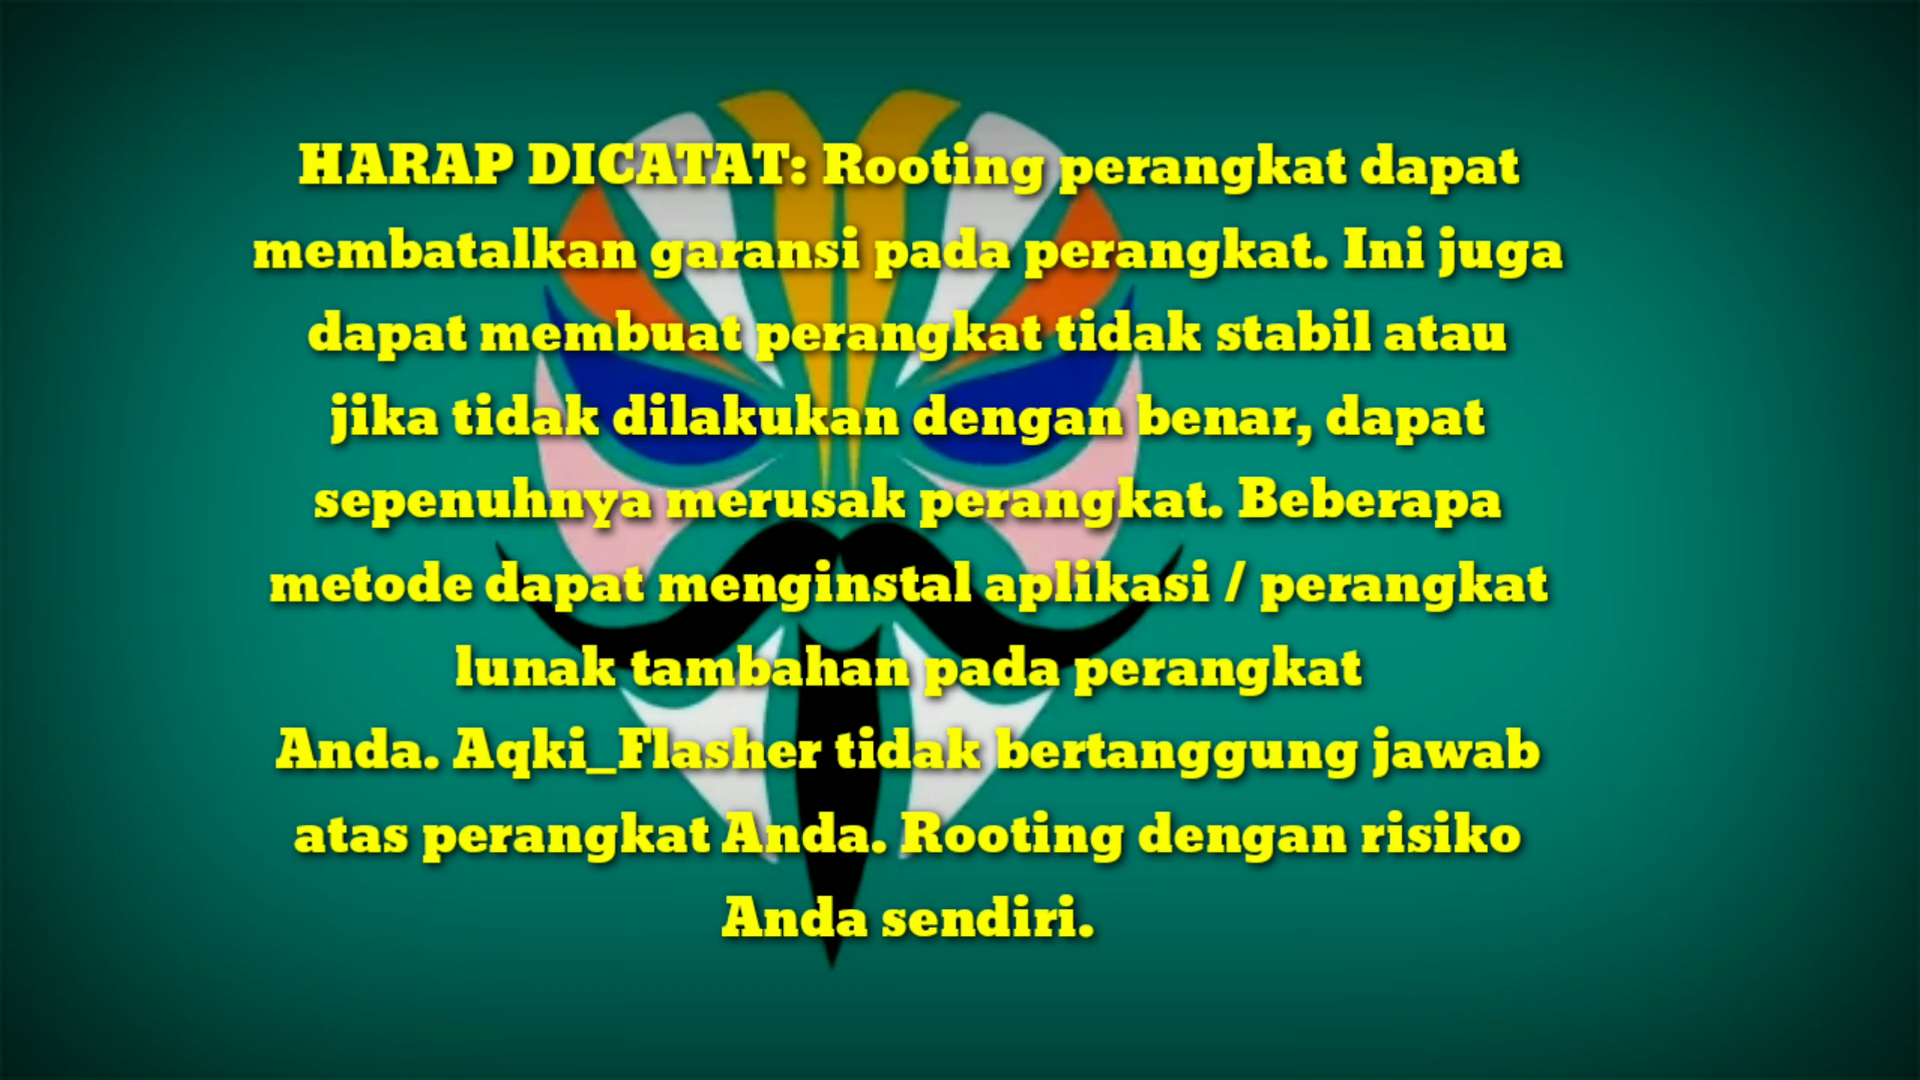 HARAP DICATAT: Rooting perangkat dapat
membatalkan garansi pada perangkat. Ini juga
dapat membuat perangkat tidak stabil atau
jika tidak dilakukan dengan benar, dapat
sepenuhnya merusak perangkat. Beberapa
metode dapat menginstal aplikasi / perangkat
lunak tambahan pada perangkat
Anda. Aqki_Flasher tidak bertanggung jawab
atas perangkat Anda. Rooting dengan risiko
Anda sendiri.